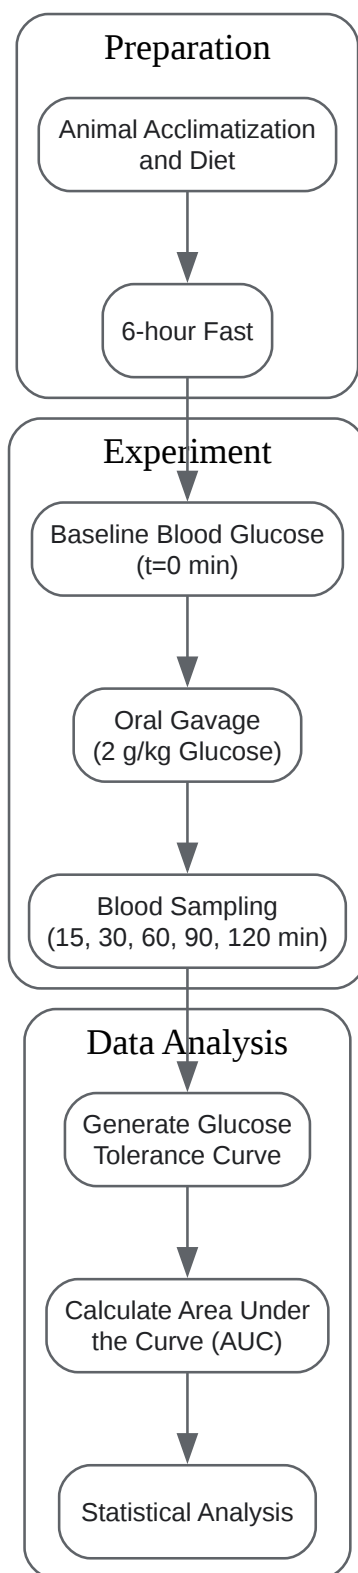 Preparation
Animal Acclimatization
and Diet
6-hour Fast
Experiment
Baseline Blood Glucose
(t=0 min)
Oral Gavage
(2 g/kg Glucose)
Blood Sampling
(15, 30, 60, 90, 120 min)
Data Analysis
Generate Glucose
Tolerance Curve
Calculate Area Under
the Curve (AUC)
Statistical Analysis